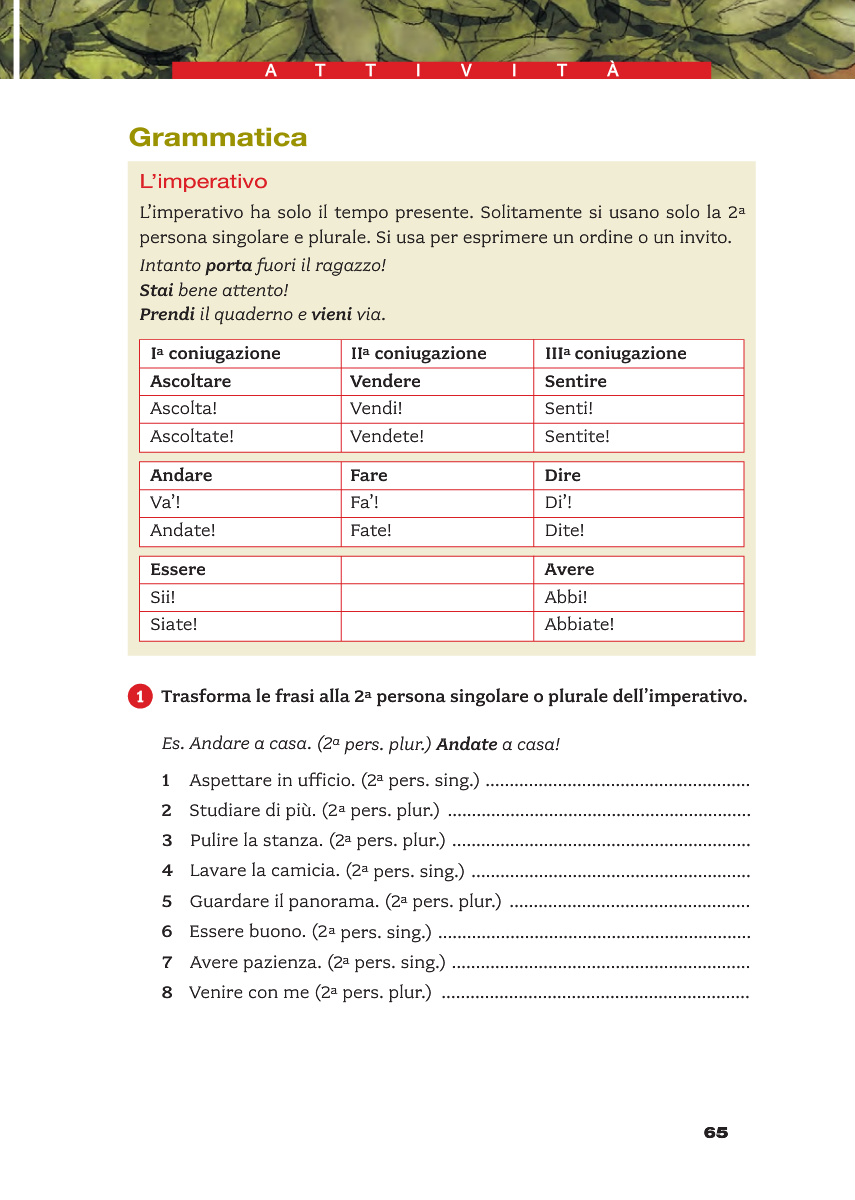 ATTIVITÀ
Grammatica
L’imperativo
L’imperativo ha solo il tempo presente. Solitamente si usano solo la 2ª
persona singolare e plurale. Si usa per esprimere un ordine o un invito.
Intanto porta fuori il ragazzo!
Stai bene attento!
Prendi il quaderno e vieni via.
Iª coniugazione IIª coniugazione IIIª coniugazione
Ascoltare Vendere Sentire
Ascolta! Vendi! Senti!
Ascoltate! Vendete! Sentite!
Andare Fare Dire
Va’! Fa’! Di’!
Andate! Fate! Dite!
Essere Avere
Sii! Abbi!
Siate! Abbiate!
1 Trasforma le frasi alla 2ª persona singolare o plurale dell’imperativo.
Es. Andare a casa. (2ª pers. plur.) Andate a casa!
1 Aspettare in ufficio. (2ª pers. sing.) .......................................................
2 Studiare di più. (2ª pers. plur.) ...............................................................
3 Pulire la stanza. (2ª pers. plur.) ..............................................................
4 Lavare la camicia. (2ª pers. sing.) ..........................................................
5 Guardare il panorama. (2ª pers. plur.) ..................................................
6 Essere buono. (2ª pers. sing.) .................................................................
7 Avere pazienza. (2ª pers. sing.) ..............................................................
8 Venire con me (2ª pers. plur.) ................................................................
65